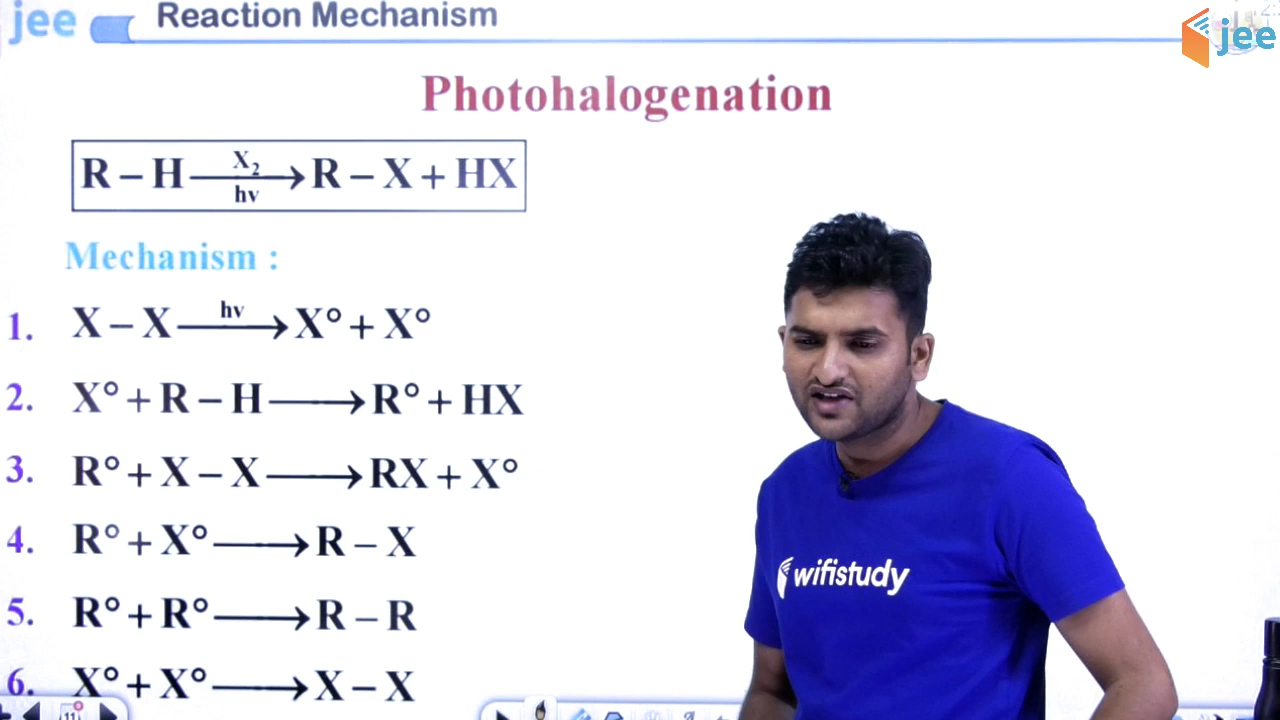 jee
Reaction Mechanism
jee
Photohalogenation
R – H —X₂/hν→ R – X + HX
Mechanism :
1. X – X —hν→ X° + X°
2. X° + R – H ⟶ R° + HX
3. R° + X – X ⟶ RX + X°
4. R° + X° ⟶ R – X
5. R° + R° ⟶ R – R
6. X° + X° ⟶ X – X
wifistudy
11